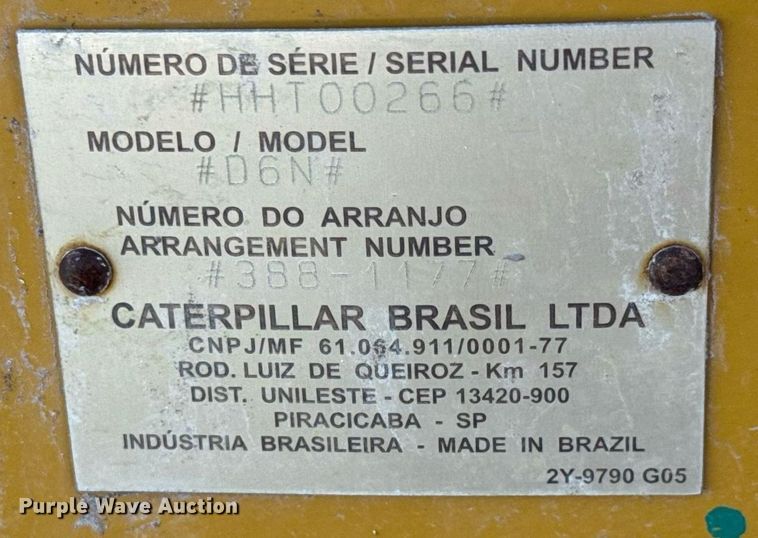 NÚMERO DE SÉRIE / SERIAL NUMBER
#HHT00266#
MODELO / MODEL
#D6N#
NÚMERO DO ARRANJO
ARRANGEMENT NUMBER
#388-1177#
CATERPILLAR BRASIL LTDA
CNPJ/MF 61.064.911/0001-77
ROD. LUIZ DE QUEIROZ - Km 157
DIST. UNILESTE - CEP 13420-900
PIRACICABA - SP
INDÚSTRIA BRASILEIRA - MADE IN BRAZIL
2Y-9790 G05
Purple Wave Auction